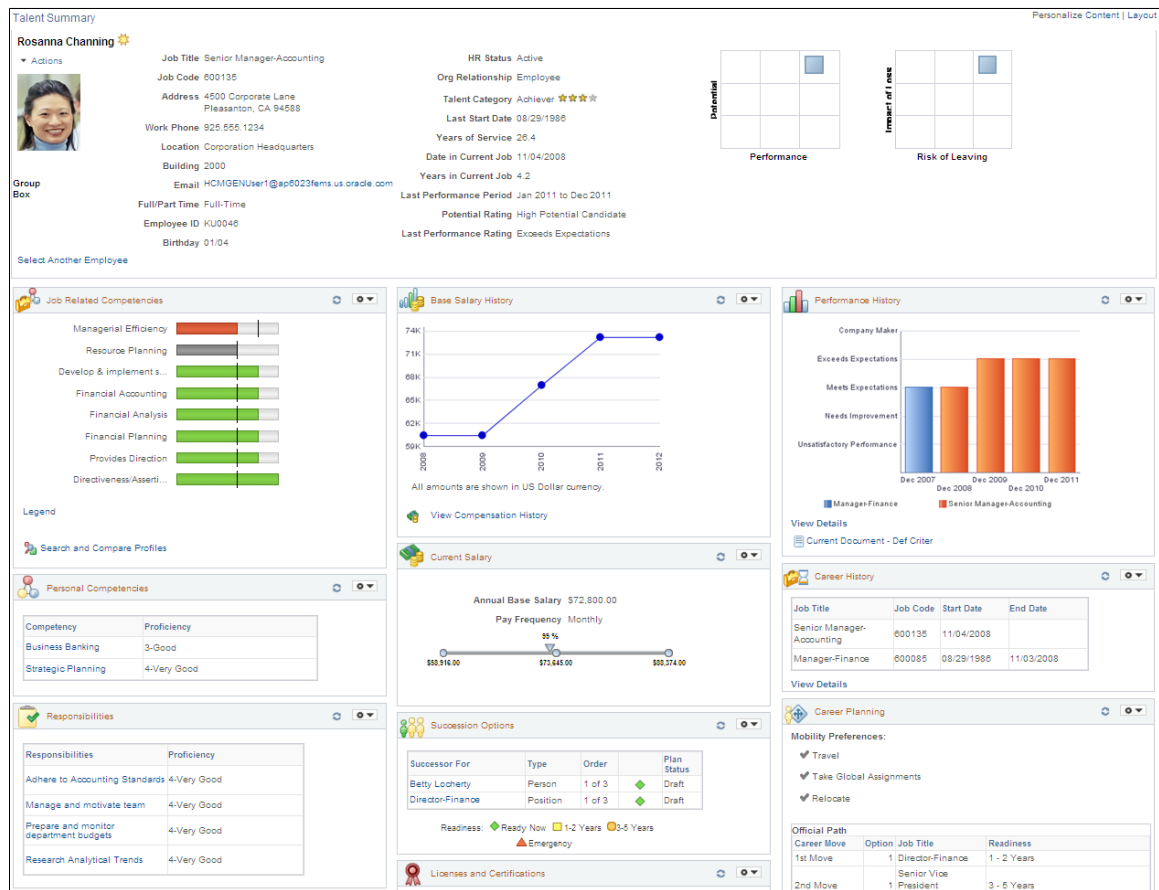 Talent Summary
Personalize Content | Layout
Rosanna Channing
Actions
Group
Box
Select Another Employee
Job Title Senior Manager-Accounting
Job Code 600135
Address 4500 Corporate Lane
Pleasanton, CA 94588
Work Phone 925.555.1234
Location Corporation Headquarters
Building 2000
Email HCMGENUser1@ap6023fems.us.oracle.com
Full/Part Time Full-Time
Employee ID KU0046
Birthday 01/04
HR Status Active
Org Relationship Employee
Talent Category Achiever
Last Start Date 08/29/1986
Years of Service 26.4
Date in Current Job 11/04/2008
Years in Current Job 4.2
Last Performance Period Jan 2011 to Dec 2011
Potential Rating High Potential Candidate
Last Performance Rating Exceeds Expectations
Potential
Performance
Impact of Loss
Risk of Leaving
Job Related Competencies
Managerial Efficiency
Resource Planning
Develop & implement s...
Financial Accounting
Financial Analysis
Financial Planning
Provides Direction
Directiveness/Asserti...
Legend
Search and Compare Profiles
Personal Competencies
Competency Proficiency
Business Banking 3-Good
Strategic Planning 4-Very Good
Responsibilities
Responsibilities Proficiency
Adhere to Accounting Standards 4-Very Good
Manage and motivate team 4-Very Good
Prepare and monitor
department budgets 4-Very Good
Research Analytical Trends 4-Very Good
Base Salary History
74K
71K
68K
65K
62K
59K
2008 2009 2010 2011 2012
All amounts are shown in US Dollar currency.
View Compensation History
Current Salary
Annual Base Salary $72,800.00
Pay Frequency Monthly
99 %
$58,916.00 $73,645.00 $88,374.00
Succession Options
Successor For Type Order Plan
Status
Betty Locherty Person 1 of 3 Draft
Director-Finance Position 1 of 3 Draft
Readiness: Ready Now 1-2 Years 3-5 Years
Emergency
Licenses and Certifications
Performance History
Company Maker
Exceeds Expectations
Meets Expectations
Needs Improvement
Unsatisfactory Performance
Dec 2007 Dec 2008 Dec 2009 Dec 2010 Dec 2011
Manager-Finance Senior Manager-Accounting
View Details
Current Document - Def Criter
Career History
Job Title Job Code Start Date End Date
Senior Manager-
Accounting 600135 11/04/2008
Manager-Finance 600085 08/29/1986 11/03/2008
View Details
Career Planning
Mobility Preferences:
Travel
Take Global Assignments
Relocate
Official Path
Career Move Option Job Title Readiness
1st Move 1 Director-Finance 1 - 2 Years
Senior Vice
2nd Move 1 President 3 - 5 Years